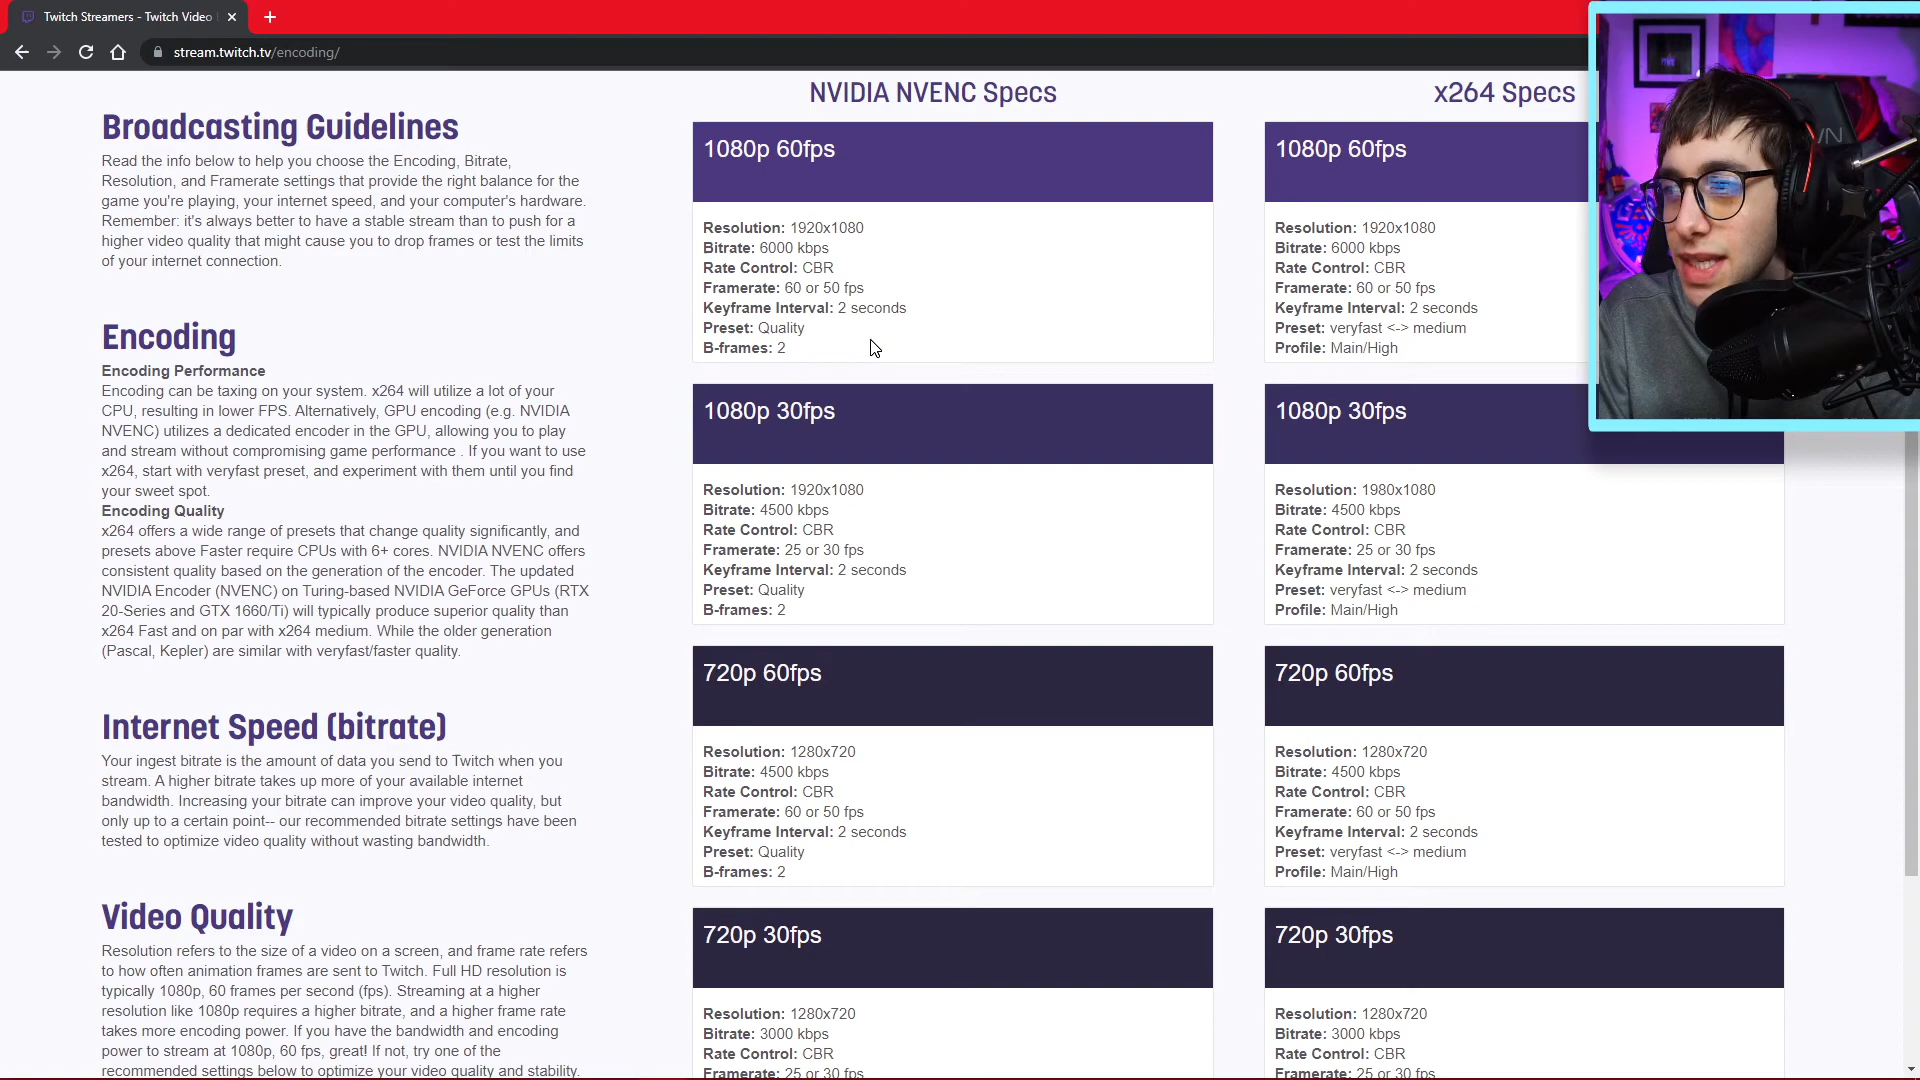 Twitch Streamers - Twitch Video
stream.twitch.tv/encoding/
Broadcasting Guidelines
Read the info below to help you choose the Encoding, Bitrate,
Resolution, and Framerate settings that provide the right balance for the
game you're playing, your internet speed, and your computer's hardware.
Remember: it's always better to have a stable stream than to push for a
higher video quality that might cause you to drop frames or test the limits
of your internet connection.
Encoding
Encoding Performance
Encoding can be taxing on your system. x264 will utilize a lot of your
CPU, resulting in lower FPS. Alternatively, GPU encoding (e.g. NVIDIA
NVENC) utilizes a dedicated encoder in the GPU, allowing you to play
and stream without compromising game performance . If you want to use
x264, start with veryfast preset, and experiment with them until you find
your sweet spot.
Encoding Quality
x264 offers a wide range of presets that change quality significantly, and
presets above Faster require CPUs with 6+ cores. NVIDIA NVENC offers
consistent quality based on the generation of the encoder. The updated
NVIDIA Encoder (NVENC) on Turing-based NVIDIA GeForce GPUs (RTX
20-Series and GTX 1660/Ti) will typically produce superior quality than
x264 Fast and on par with x264 medium. While the older generation
(Pascal, Kepler) are similar with veryfast/faster quality.
Internet Speed (bitrate)
Your ingest bitrate is the amount of data you send to Twitch when you
stream. A higher bitrate takes up more of your available internet
bandwidth. Increasing your bitrate can improve your video quality, but
only up to a certain point-- our recommended bitrate settings have been
tested to optimize video quality without wasting bandwidth.
Video Quality
Resolution refers to the size of a video on a screen, and frame rate refers
to how often animation frames are sent to Twitch. Full HD resolution is
typically 1080p, 60 frames per second (fps). Streaming at a higher
resolution like 1080p requires a higher bitrate, and a higher frame rate
takes more encoding power. If you have the bandwidth and encoding
power to stream at 1080p, 60 fps, great! If not, try one of the
recommended settings below to optimize your video quality and stability.
NVIDIA NVENC Specs
1080p 60fps
Resolution: 1920x1080
Bitrate: 6000 kbps
Rate Control: CBR
Framerate: 60 or 50 fps
Keyframe Interval: 2 seconds
Preset: Quality
B-frames: 2
1080p 30fps
Resolution: 1920x1080
Bitrate: 4500 kbps
Rate Control: CBR
Framerate: 25 or 30 fps
Keyframe Interval: 2 seconds
Preset: Quality
B-frames: 2
720p 60fps
Resolution: 1280x720
Bitrate: 4500 kbps
Rate Control: CBR
Framerate: 60 or 50 fps
Keyframe Interval: 2 seconds
Preset: Quality
B-frames: 2
720p 30fps
Resolution: 1280x720
Bitrate: 3000 kbps
Rate Control: CBR
Framerate: 25 or 30 fps
x264 Specs
1080p 60fps
Resolution: 1920x1080
Bitrate: 6000 kbps
Rate Control: CBR
Framerate: 60 or 50 fps
Keyframe Interval: 2 seconds
Preset: veryfast <-> medium
Profile: Main/High
1080p 30fps
Resolution: 1980x1080
Bitrate: 4500 kbps
Rate Control: CBR
Framerate: 25 or 30 fps
Keyframe Interval: 2 seconds
Preset: veryfast <-> medium
Profile: Main/High
720p 60fps
Resolution: 1280x720
Bitrate: 4500 kbps
Rate Control: CBR
Framerate: 60 or 50 fps
Keyframe Interval: 2 seconds
Preset: veryfast <-> medium
Profile: Main/High
720p 30fps
Resolution: 1280x720
Bitrate: 3000 kbps
Rate Control: CBR
Framerate: 25 or 30 fps